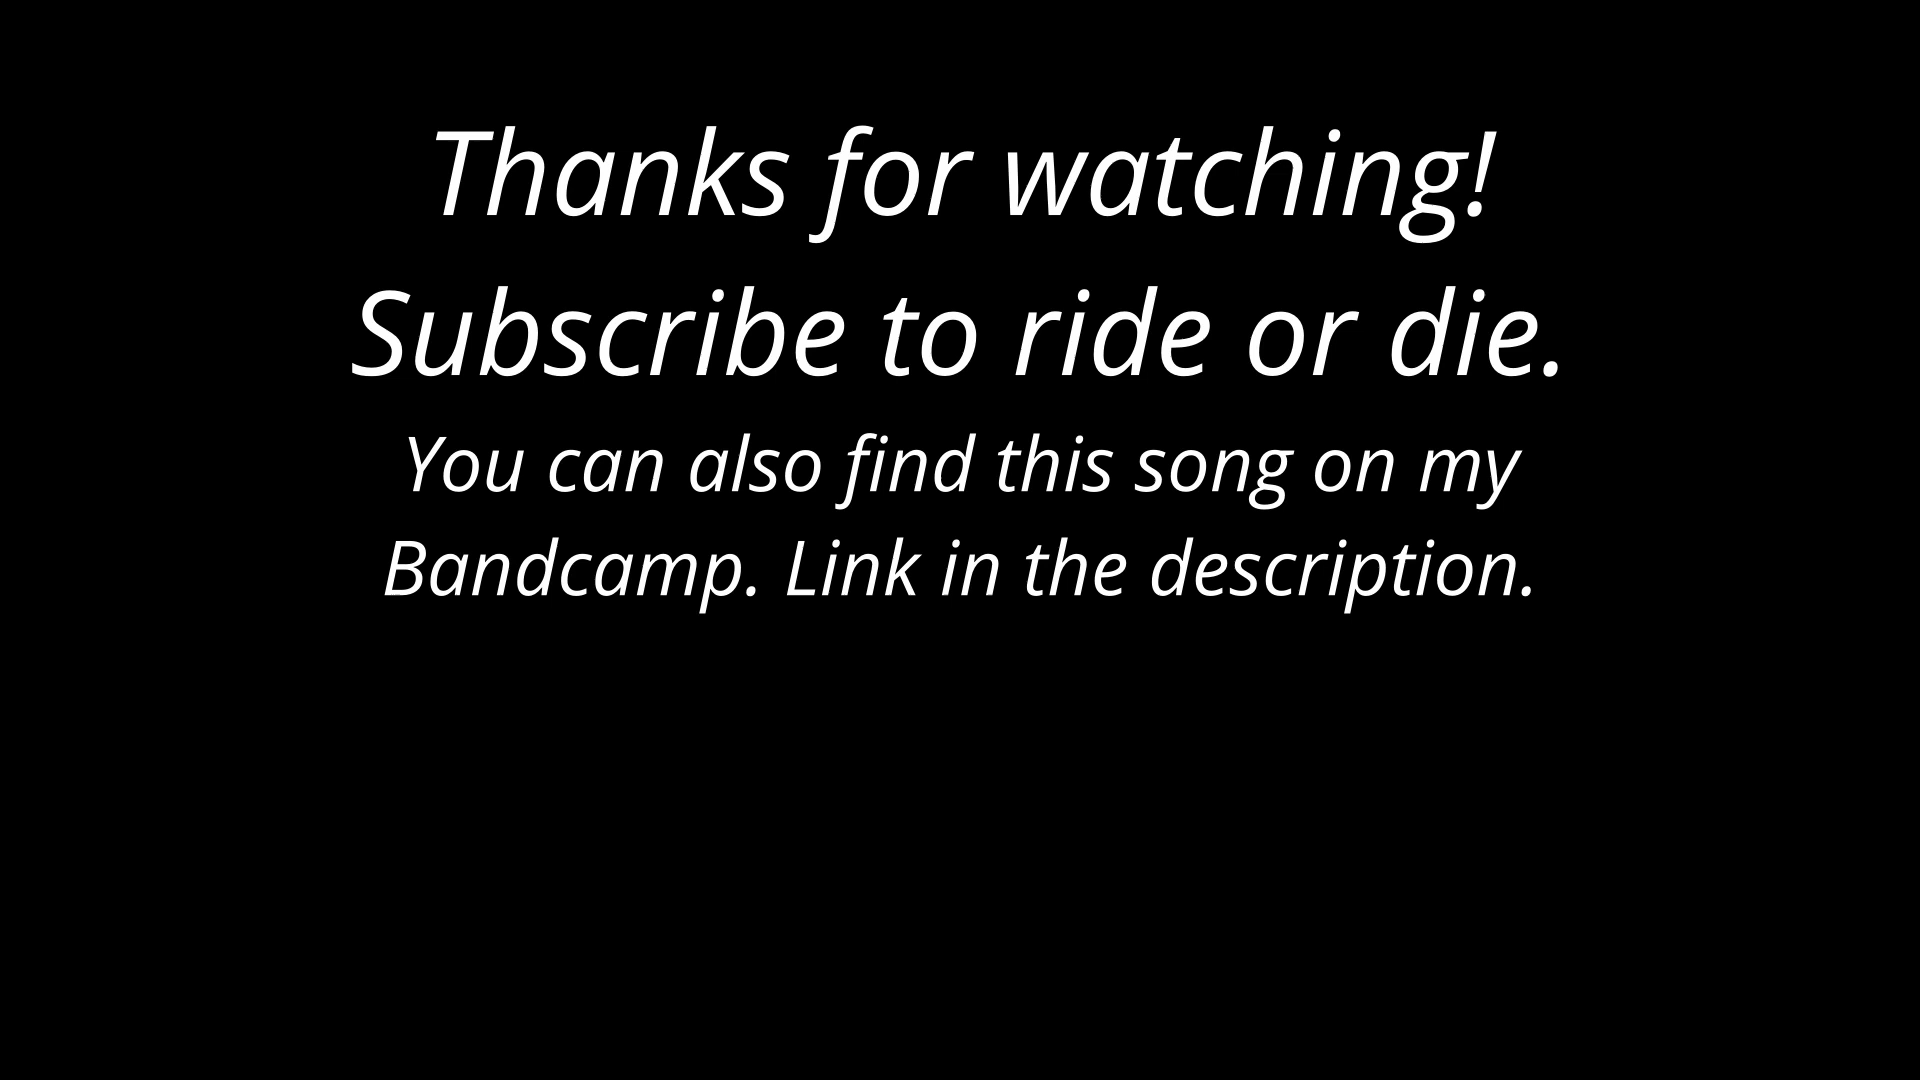 Thanks for watching!
Subscribe to ride or die.
You can also find this song on my
Bandcamp. Link in the description.